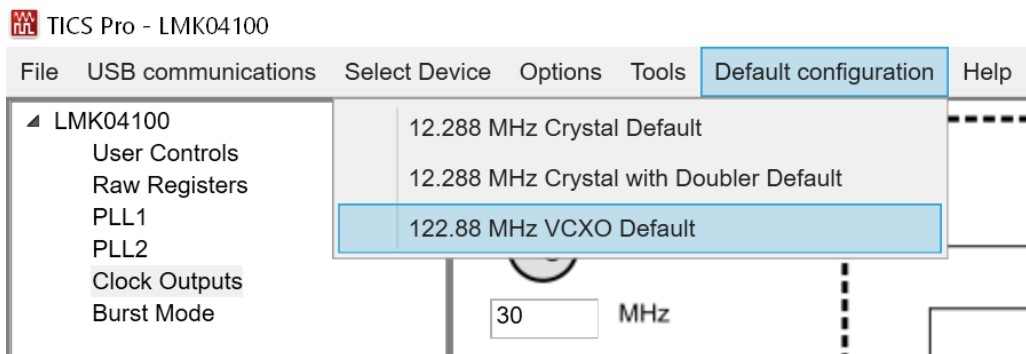 TICS Pro - LMK04100
File USB communications Select Device Options Tools Default configuration Help
LMK04100
User Controls
Raw Registers
PLL1
PLL2
Clock Outputs
Burst Mode
12.288 MHz Crystal Default
12.288 MHz Crystal with Doubler Default
122.88 MHz VCXO Default
30 MHz